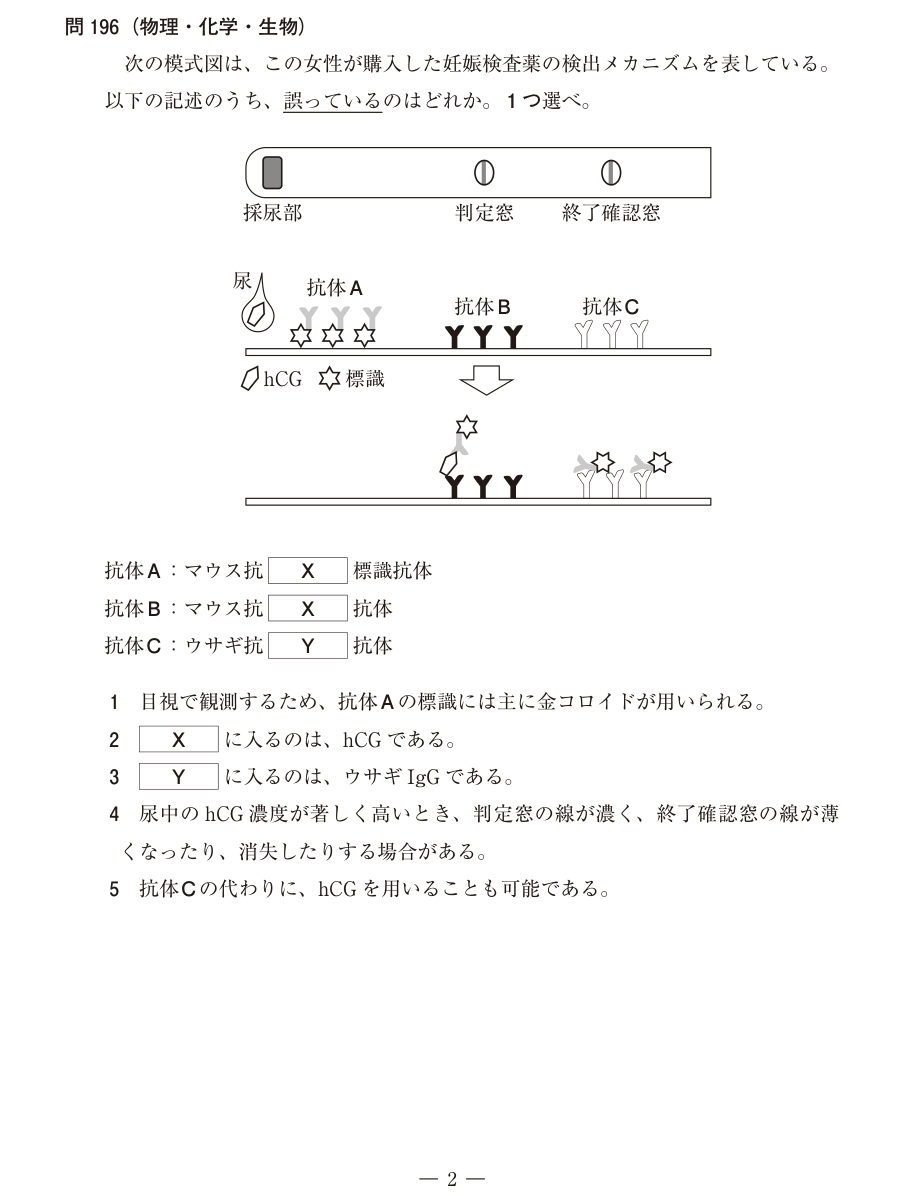 問 196（物理・化学・生物）
次の模式図は、この女性が購入した妊娠検査薬の検出メカニズムを表している。
以下の記述のうち、誤っているのはどれか。1つ選べ。
採尿部 判定窓 終了確認窓
尿 抗体A 抗体B 抗体C
hCG 標識
抗体A：マウス抗 X 標識抗体
抗体B：マウス抗 X 抗体
抗体C：ウサギ抗 Y 抗体
1 目視で観測するため、抗体Aの標識には主に金コロイドが用いられる。
2 X に入るのは、hCG である。
3 Y に入るのは、ウサギ IgG である。
4 尿中の hCG 濃度が著しく高いとき、判定窓の線が濃く、終了確認窓の線が薄
くなったり、消失したりする場合がある。
5 抗体Cの代わりに、hCG を用いることも可能である。
— 2 —